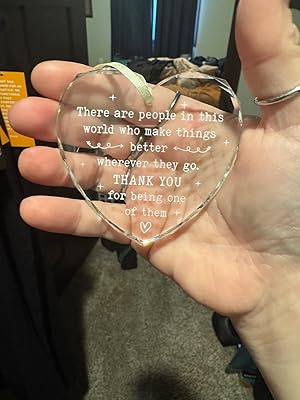 There are people in this
world who make things
better
wherever they go.
THANK YOU
for being one
of them